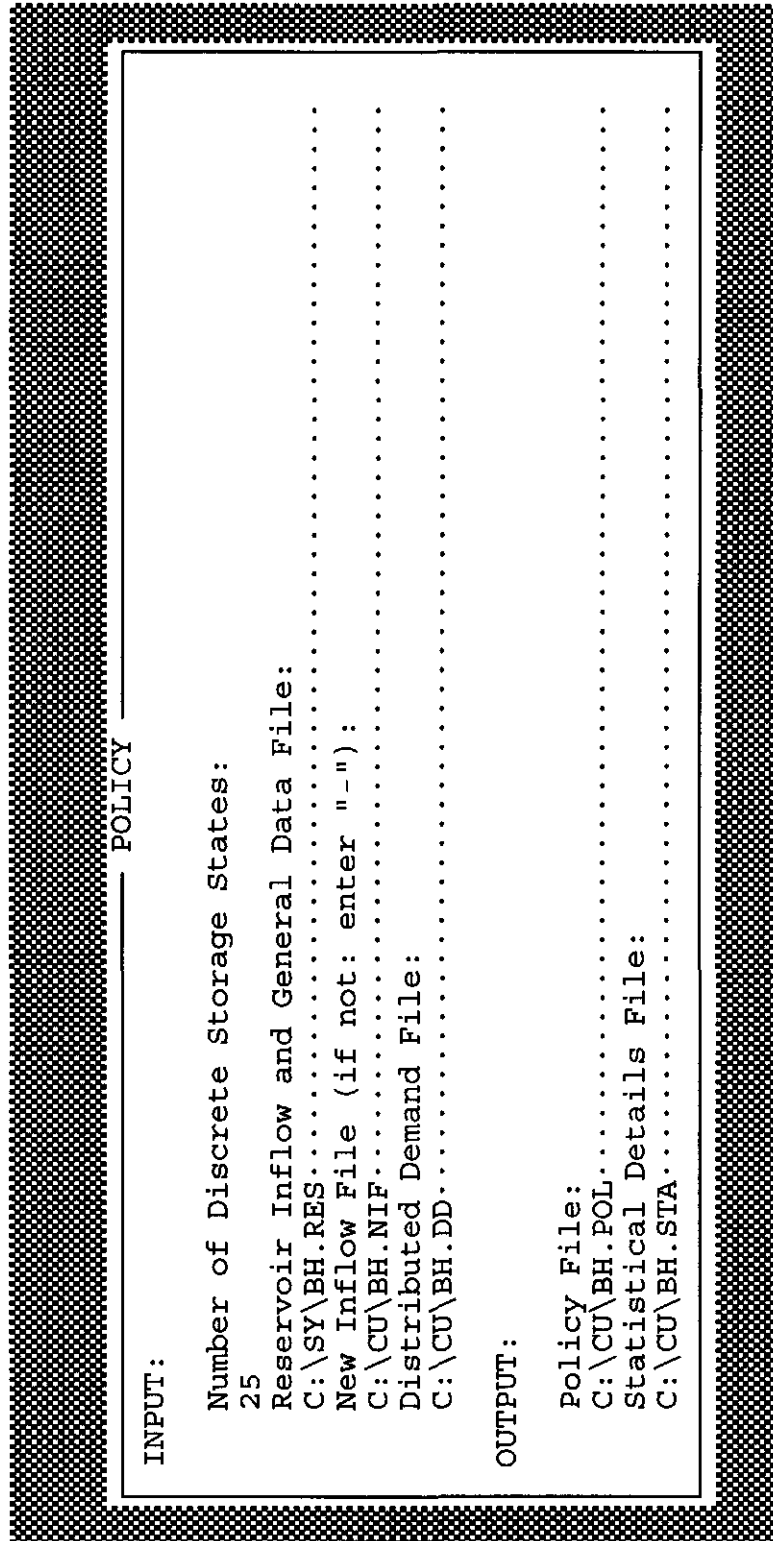 POLICY
INPUT:
Number of Discrete Storage States:
25
Reservoir Inflow and General Data File:
C:\SY\BH.RES..........................................................
New Inflow File (if not: enter "-"):
C:\CU\BH.NIF..........................................................
Distributed Demand File:
C:\CU\BH.DD...........................................................
OUTPUT:
Policy File:
C:\CU\BH.POL..........................................................
Statistical Details File:
C:\CU\BH.STA..........................................................